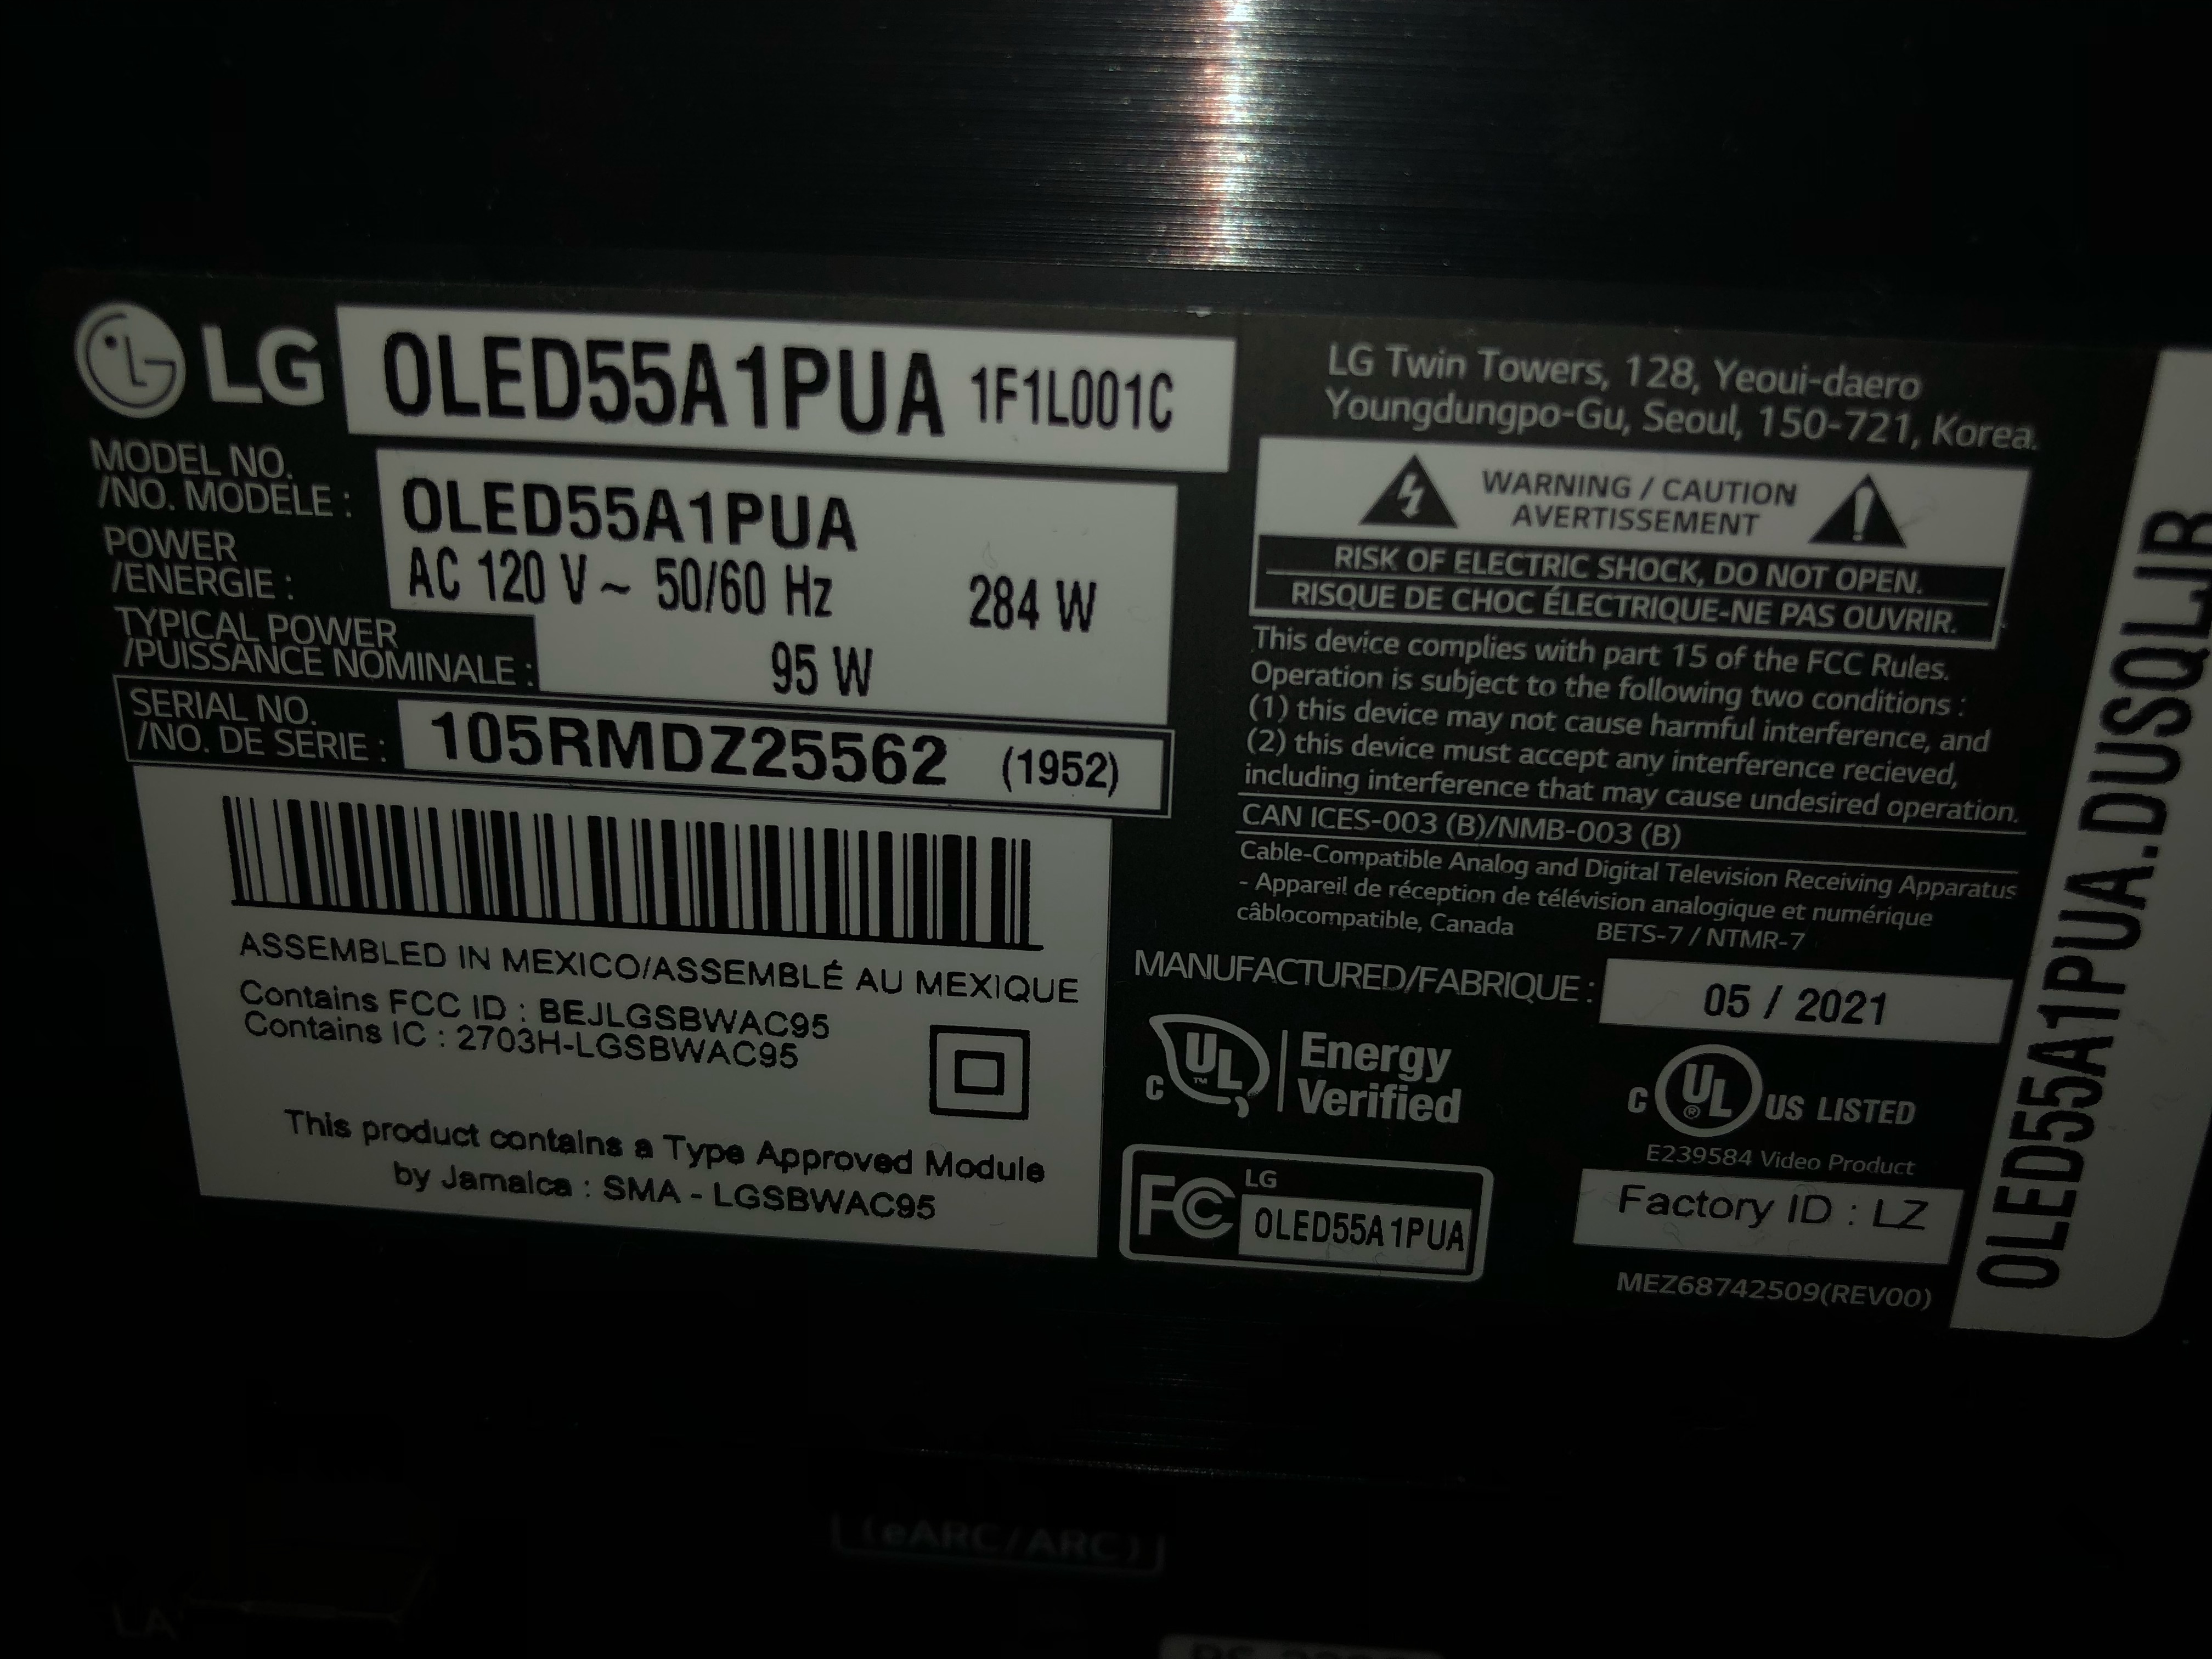 LG OLED55A1PUA 1F1L001C
MODEL NO.
/NO. MODÈLE : OLED55A1PUA
POWER
/ENERGIE : AC 120 V ~ 50/60 Hz 284 W
TYPICAL POWER
/PUISSANCE NOMINALE : 95 W
SERIAL NO.
/NO. DE SÉRIE : 105RMDZ25562 (1952)
ASSEMBLED IN MEXICO/ASSEMBLÉ AU MEXIQUE
Contains FCC ID : BEJLGSBWAC95
Contains IC : 2703H-LGSBWAC95
This product contains a Type Approved Module
by Jamaica : SMA - LGSBWAC95
LG Twin Towers, 128, Yeoui-daero
Youngdungpo-Gu, Seoul, 150-721, Korea.
WARNING / CAUTION
AVERTISSEMENT
RISK OF ELECTRIC SHOCK, DO NOT OPEN.
RISQUE DE CHOC ÉLECTRIQUE-NE PAS OUVRIR.
This device complies with part 15 of the FCC Rules.
Operation is subject to the following two conditions :
(1) this device may not cause harmful interference, and
(2) this device must accept any interference recieved,
including interference that may cause undesired operation.
CAN ICES-003 (B)/NMB-003 (B)
Cable-Compatible Analog and Digital Television Receiving Apparatus
- Appareil de réception de télévision analogique et numérique
câblocompatible, Canada BETS-7 / NTMR-7
MANUFACTURED/FABRIQUE : 05 / 2021
C UL TM Energy
Verified
C UL ® US LISTED
E239584 Video Product
FC LG
OLED55A1PUA
Factory ID : LZ
MEZ68742509(REV00)
OLED55A1PUA.DUSQLJR
(eARC/ARC)
LA